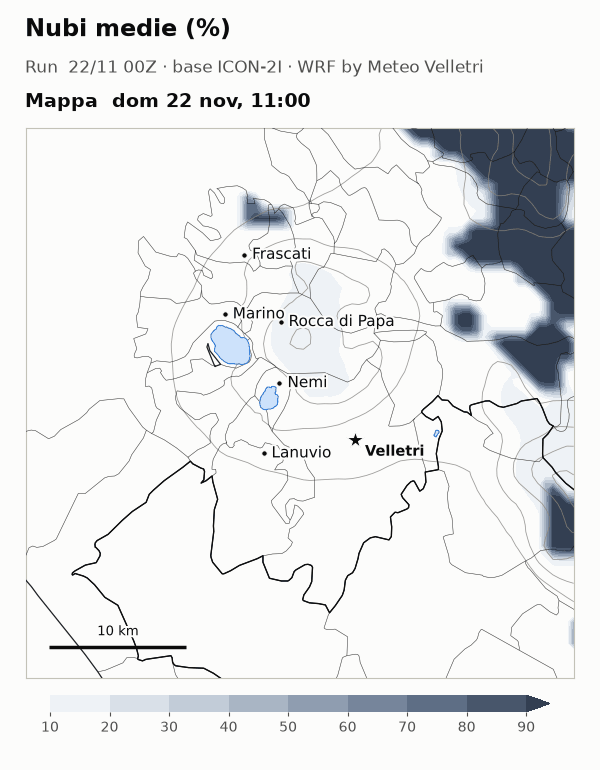 Nubi medie (%)
Run  22/11 00Z · base ICON-2I · WRF by Meteo Velletri
Mappa  dom 22 nov, 11:00
Frascati
Marino
Rocca di Papa
Nemi
Velletri
Lanuvio
10 km
10 20 30 40 50 60 70 80 90